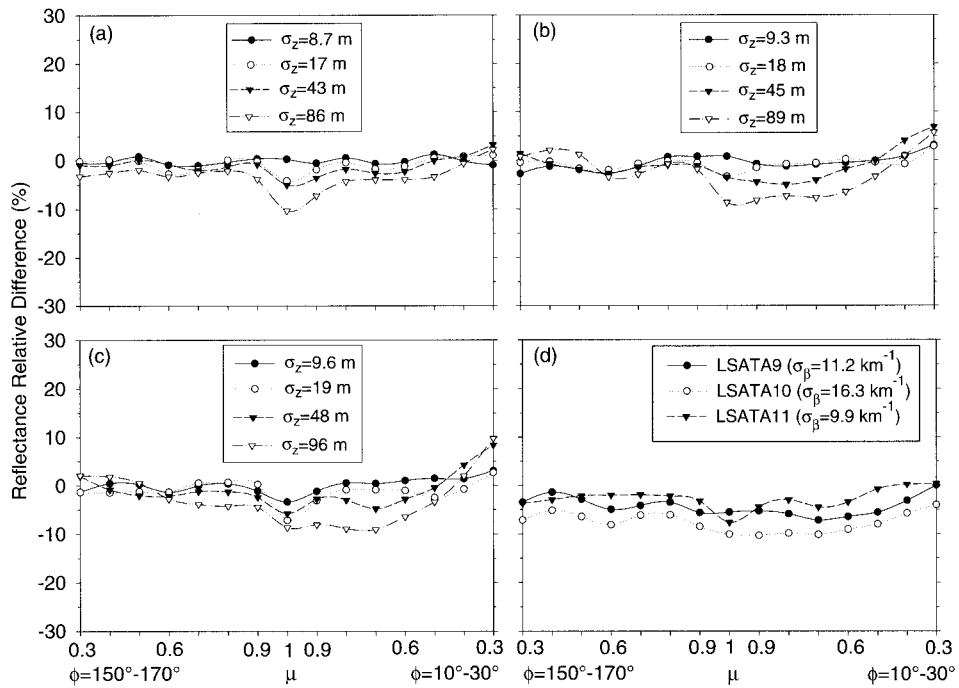 Reflectance Relative Difference (%)
30
20
10
0
-10
-20
-30
(a)
σz=8.7 m
σz=17 m
σz=43 m
σz=86 m
(b)
σz=9.3 m
σz=18 m
σz=45 m
σz=89 m
30
20
10
0
-10
-20
-30
(c)
σz=9.6 m
σz=19 m
σz=48 m
σz=96 m
(d)
LSATA9 (σβ=11.2 km⁻¹)
LSATA10 (σβ=16.3 km⁻¹)
LSATA11 (σβ=9.9 km⁻¹)
0.3 0.6 0.9 1 0.9 0.6 0.3
0.6 0.9 1 0.9 0.6 0.3
ϕ=150°-170° μ ϕ=10°-30°
ϕ=150°-170° μ ϕ=10°-30°